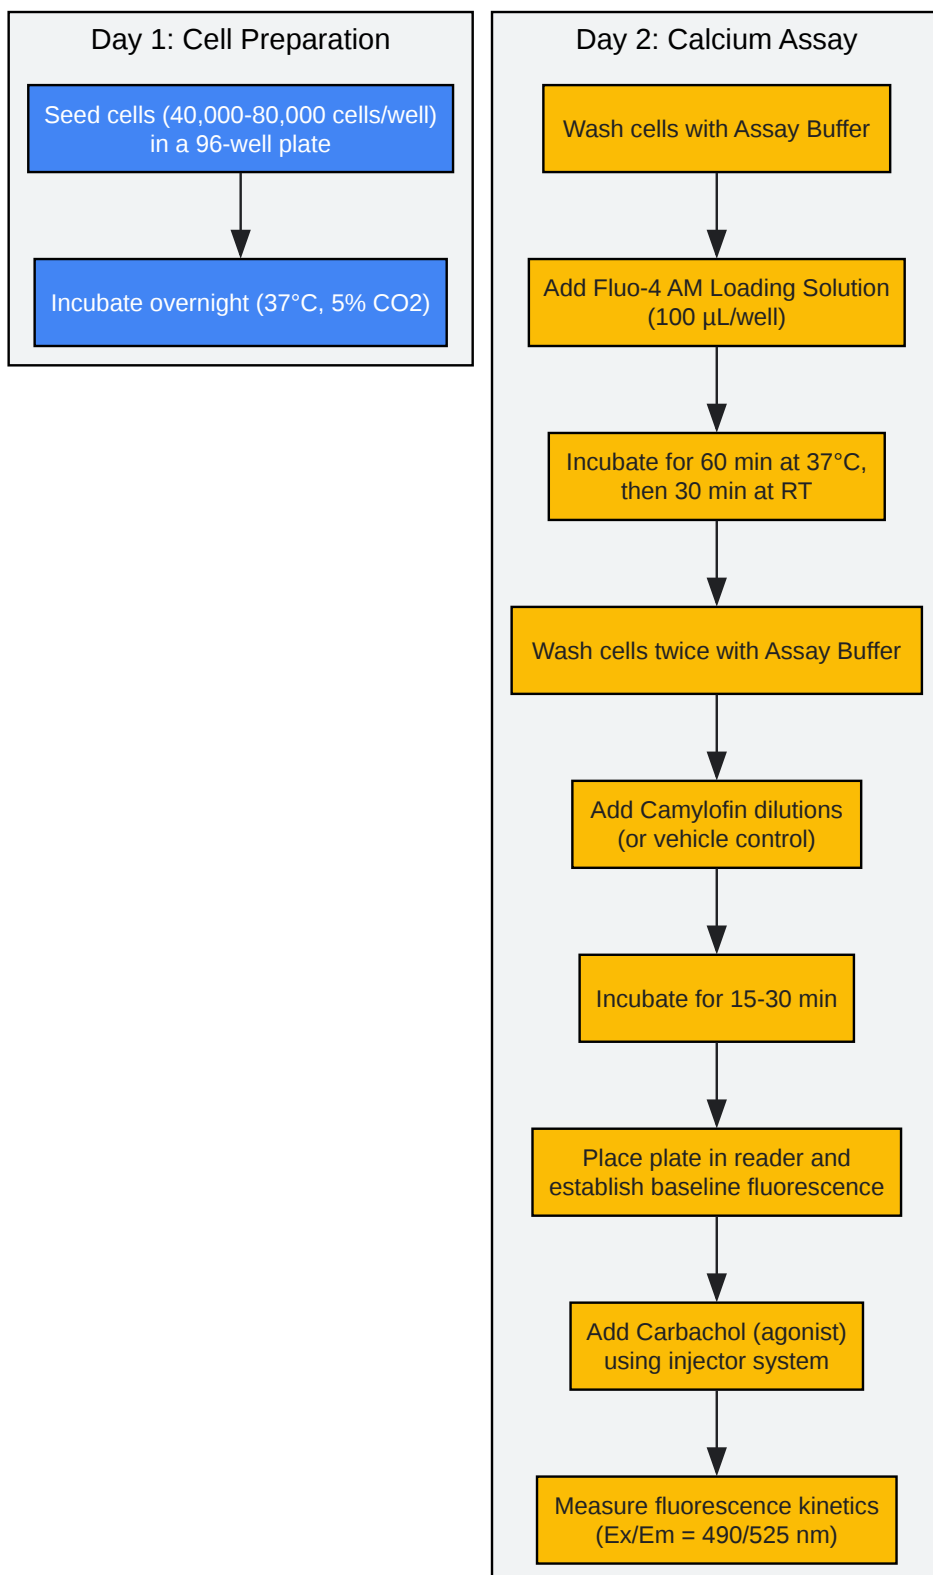 Day 1: Cell Preparation
Seed cells (40,000-80,000 cells/well)
in a 96-well plate
Incubate overnight (37°C, 5% CO2)
Day 2: Calcium Assay
Wash cells with Assay Buffer
Add Fluo-4 AM Loading Solution
(100 µL/well)
Incubate for 60 min at 37°C,
then 30 min at RT
Wash cells twice with Assay Buffer
Add Camylofin dilutions
(or vehicle control)
Incubate for 15-30 min
Place plate in reader and
establish baseline fluorescence
Add Carbachol (agonist)
using injector system
Measure fluorescence kinetics
(Ex/Em = 490/525 nm)